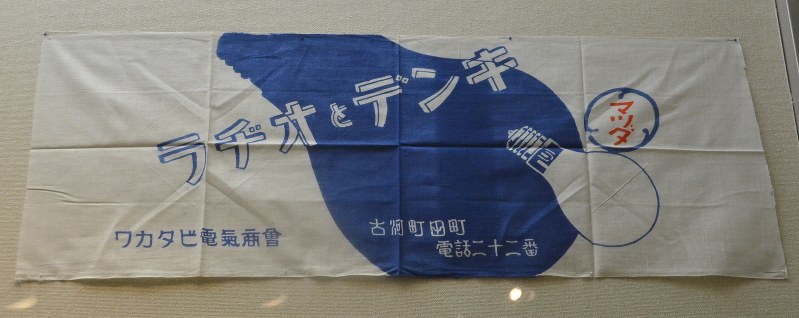 ラヂオとデンキ
マツダ
古河町田町
電話二十二番
ワカタビ電氣商會